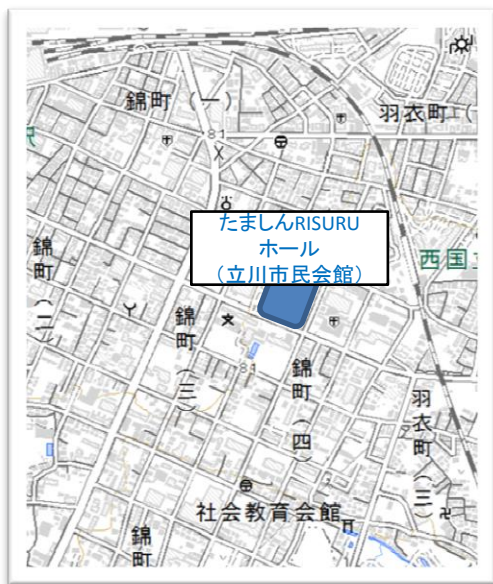 錦町(一)
羽衣町(
81
たましんRISURU
ホール
(立川市民会館)
西国立
錦町(二)
錦町(三)
81
錦町(四)
羽衣町(三)
社会教育会館
錦町